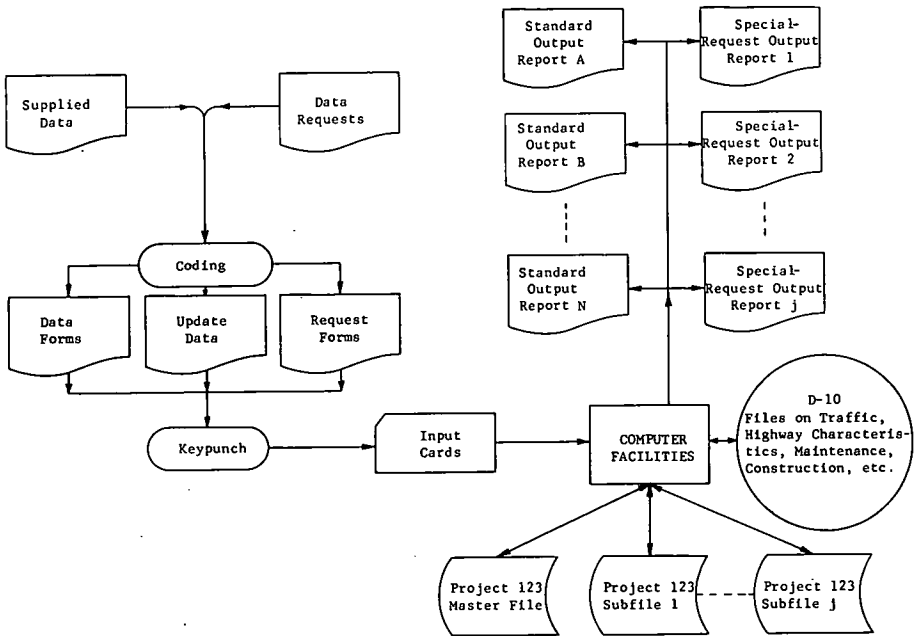 Standard
Output
Report A
Special-
Request Output
Report 1
Supplied
Data
Data
Requests
Standard
Output
Report B
Special-
Request Output
Report 2
Coding
Standard
Output
Report N
Special-
Request Output
Report j
Data
Forms
Update
Data
Request
Forms
D-10
Files on Traffic,
Highway Characteris-
tics, Maintenance,
Construction, etc.
Keypunch
Input
Cards
COMPUTER
FACILITIES
Project 123
Master File
Project 123
Subfile 1
Project 123
Subfile j